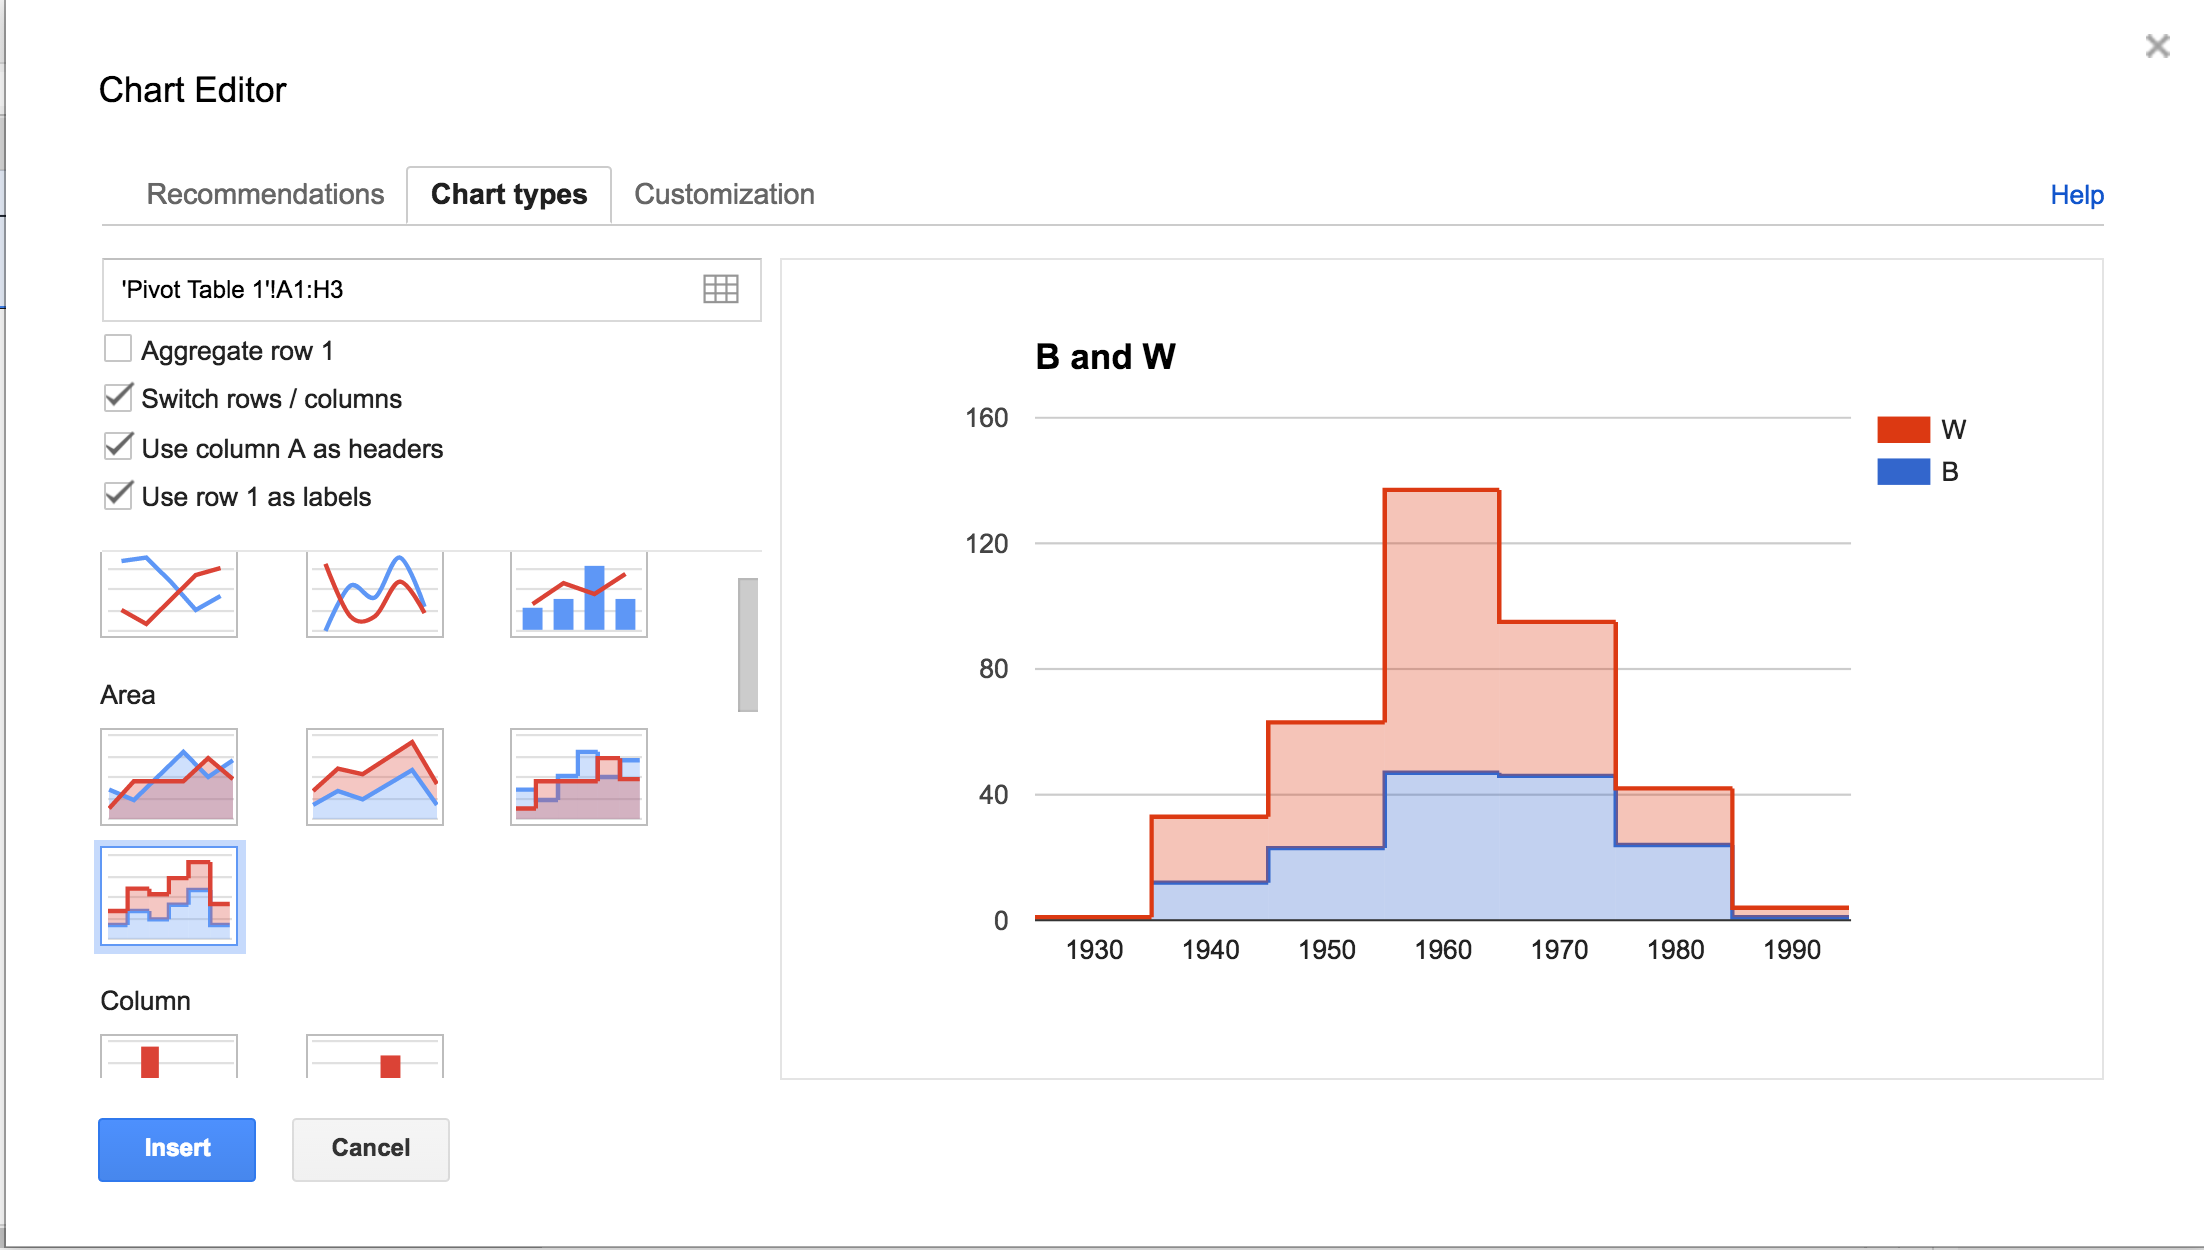 Chart Editor
Recommendations Chart types Customization Help
'Pivot Table 1'!A1:H3
Aggregate row 1
Switch rows / columns
Use column A as headers
Use row 1 as labels
Area
Column
Insert Cancel
B and W
160
120
80
40
0
1930 1940 1950 1960 1970 1980 1990
W
B